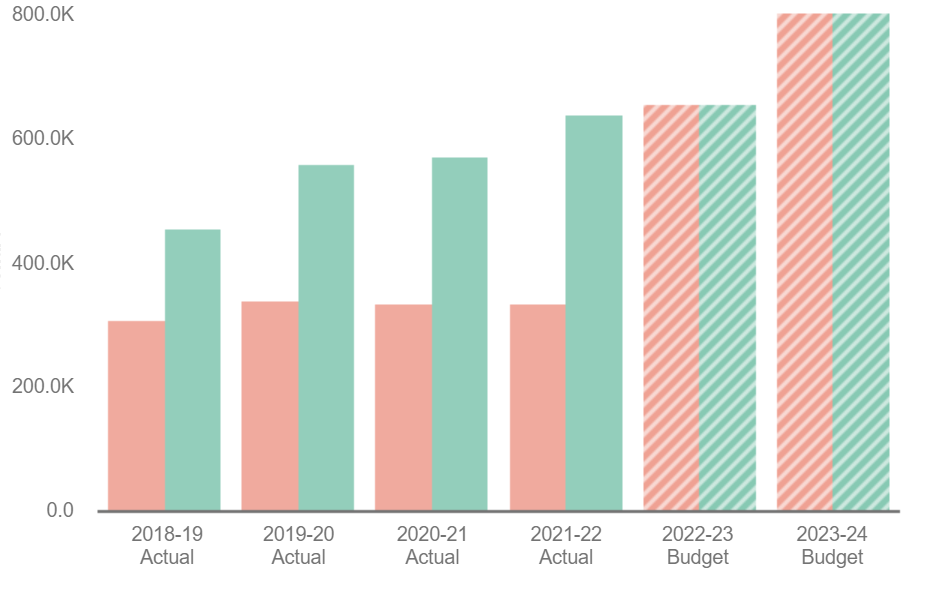 800.0K
600.0K
400.0K
200.0K
0.0
2018-19 2019-20 2020-21 2021-22 2022-23 2023-24
Actual Actual Actual Actual Budget Budget